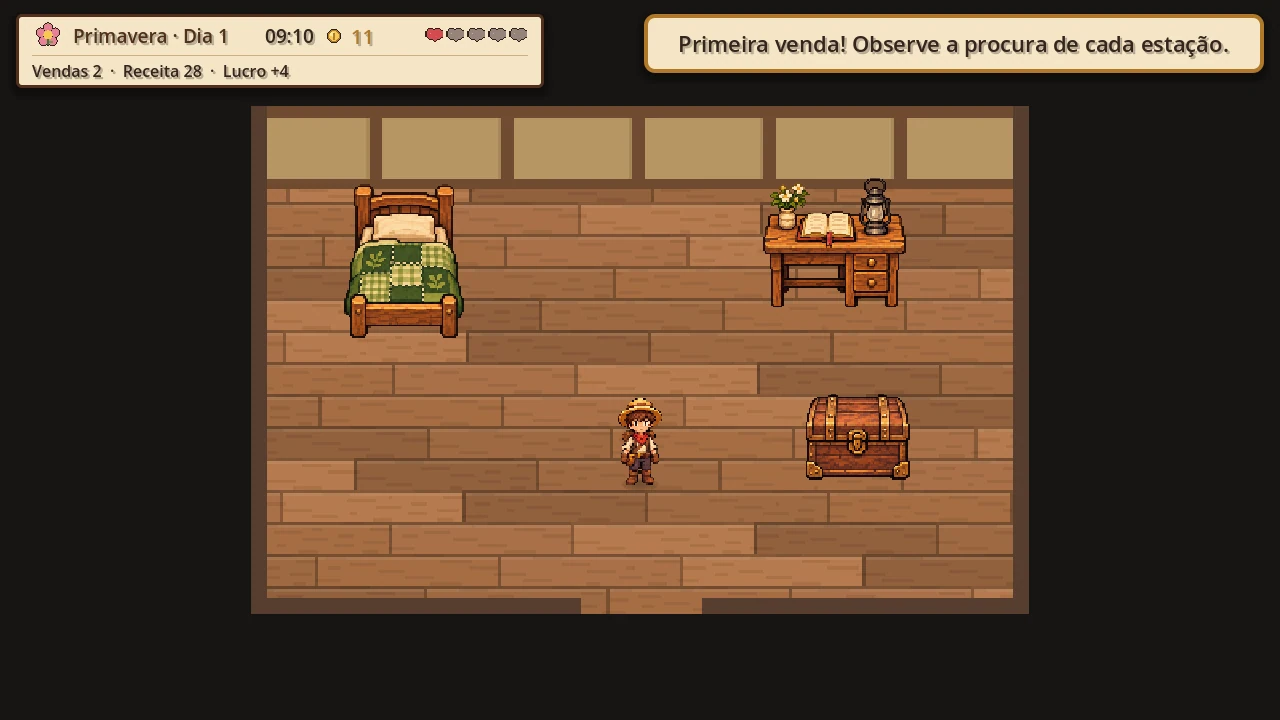 Primavera · Dia 1 09:10 11
Vendas 2 · Receita 28 · Lucro +4
Primeira venda! Observe a procura de cada estação.